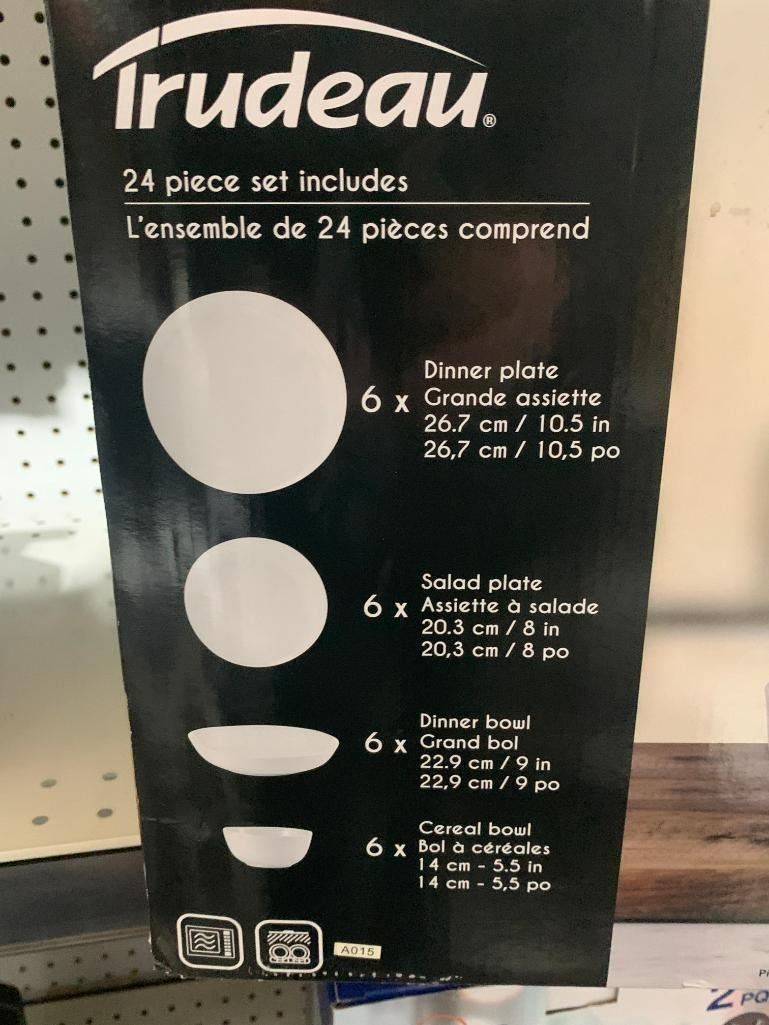 Trudeau®
24 piece set includes
L'ensemble de 24 pièces comprend
6 x
Dinner plate
Grande assiette
26.7 cm / 10.5 in
26,7 cm / 10,5 po
6 x
Salad plate
Assiette à salade
20.3 cm / 8 in
20,3 cm / 8 po
6 x
Dinner bowl
Grand bol
22.9 cm / 9 in
22,9 cm / 9 po
6 x
Cereal bowl
Bol à céréales
14 cm - 5.5 in
14 cm - 5,5 po
A015
2 PQ